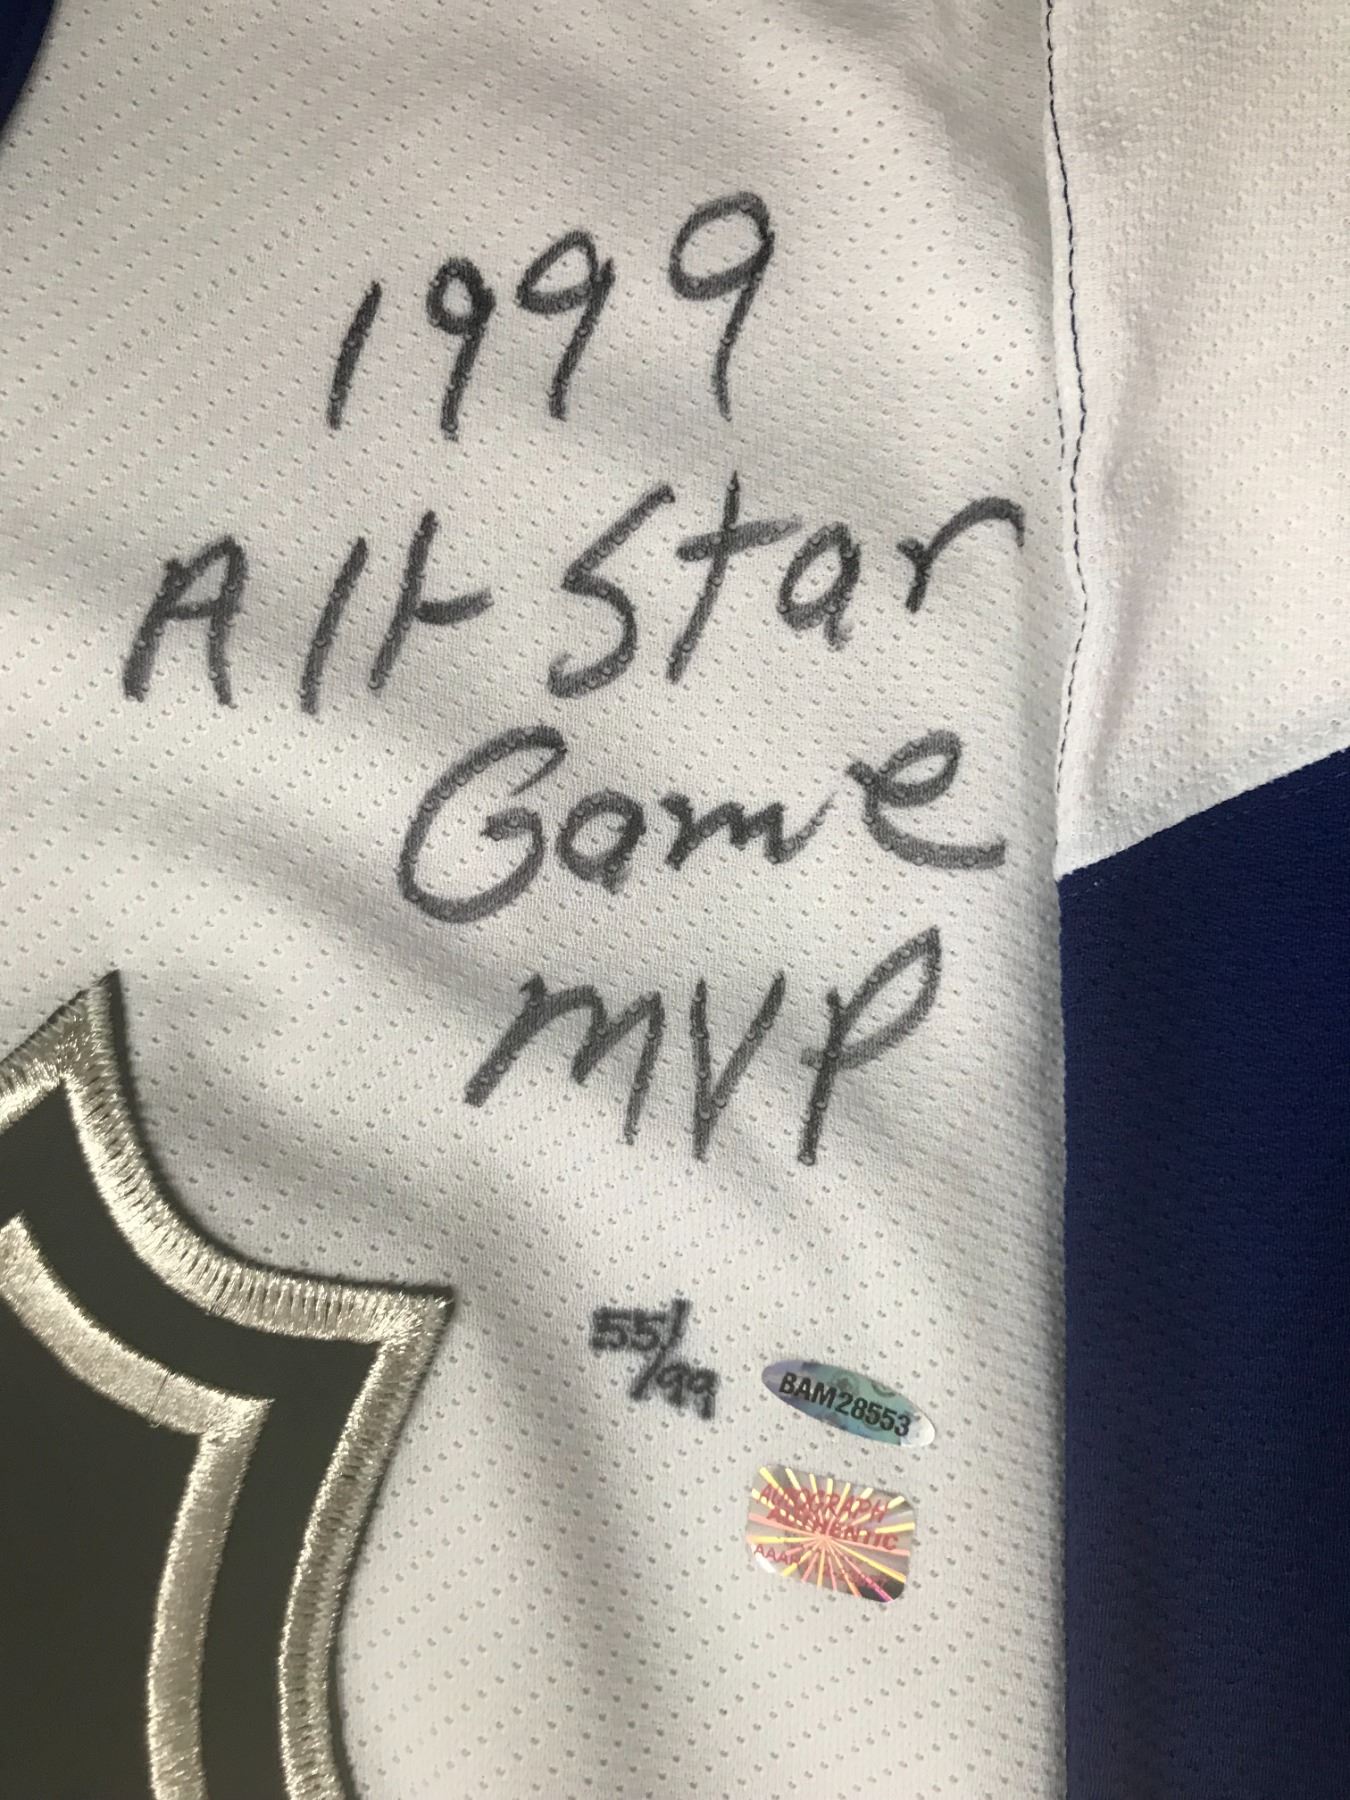 1999
All-Star
Game
MVP
55/99
BAM28553
AUTOGRAPH
AUTHENTIC